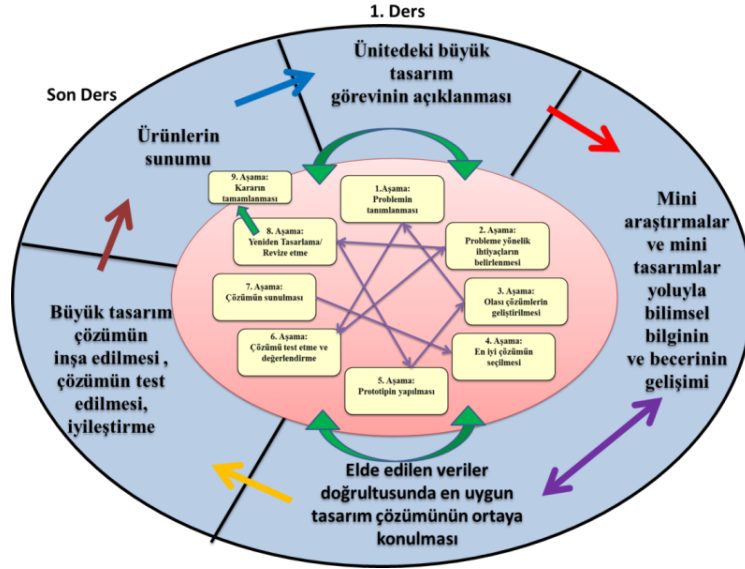 1. Ders
Ünitedeki büyük
tasarım
görevinin açıklanması
Son Ders
Ürünlerin
sunumu
Mini
araştırmalar
ve mini
tasarımlar
yoluyla
bilimsel
bilginin
ve becerinin
gelişimi
Büyük tasarım
çözümün
inşa edilmesi ,
çözümün test
edilmesi,
iyileştirme
Elde edilen veriler
doğrultusunda en uygun
tasarım çözümünün ortaya
konulması
1.Aşama:
Problemin
tanımlanması
2. Aşama:
Probleme yönelik
ihtiyaçların
belirlenmesi
3. Aşama:
Olası çözümlerin
geliştirilmesi
4. Aşama:
En iyi çözümün
seçilmesi
5. Aşama:
Prototipin yapılması
6. Aşama:
Çözümü test etme ve
değerlendirme
7. Aşama:
Çözümün sunulması
8. Aşama:
Yeniden Tasarlama/
Revize etme
9. Aşama:
Kararın
tamamlanması